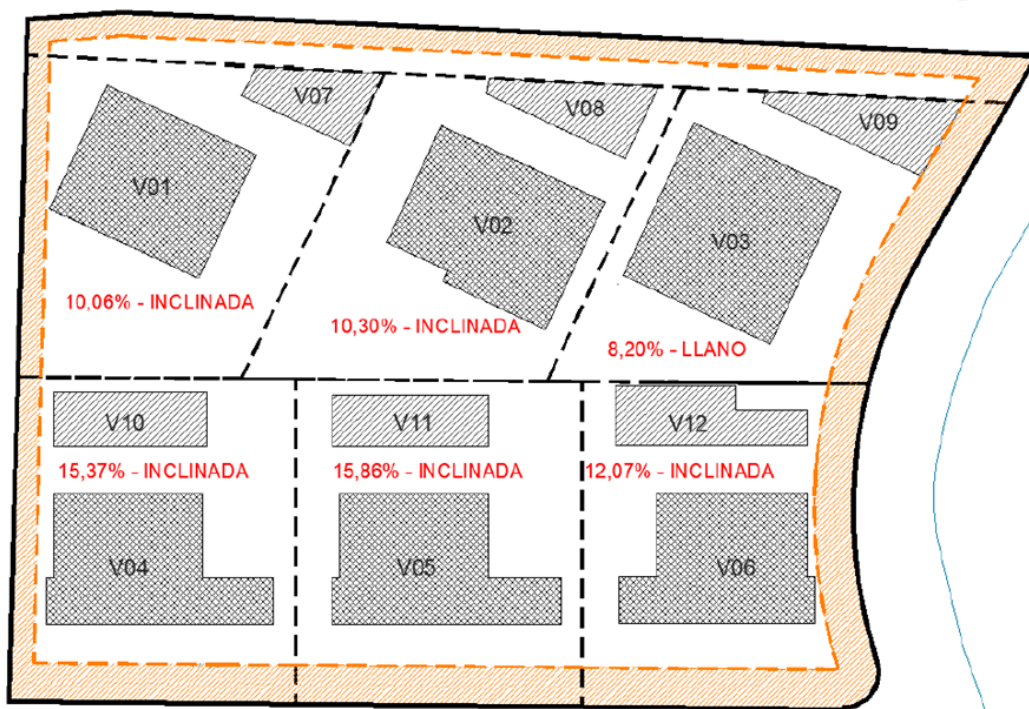 V07
V08
V09
V01
V02
V03
10,06% - INCLINADA
10,30% - INCLINADA
8,20% - LLANO
V10
V11
V12
15,37% - INCLINADA
15,86% - INCLINADA
12,07% - INCLINADA
V04
V05
V06